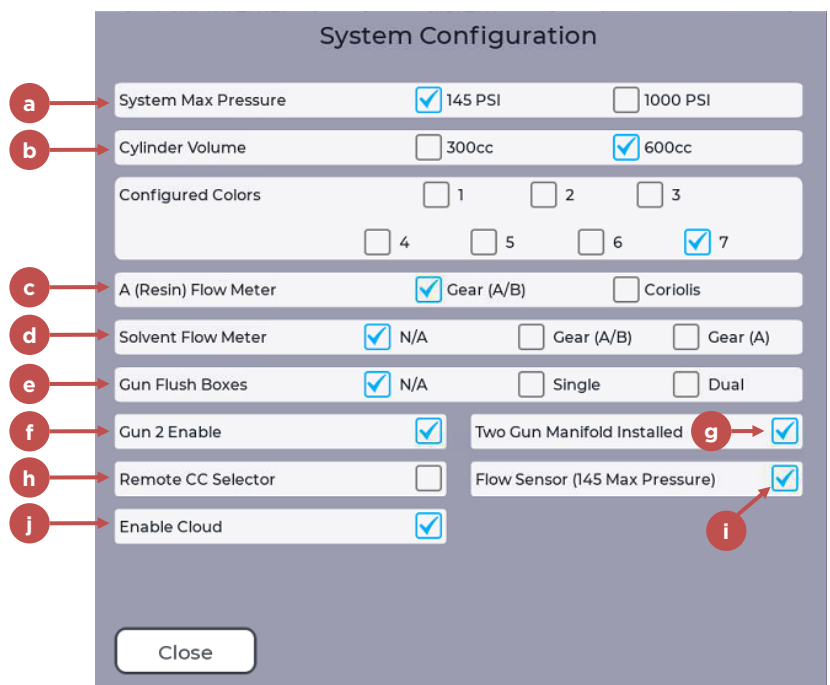 System Configuration
a System Max Pressure 145 PSI 1000 PSI
b Cylinder Volume 300cc 600cc
Configured Colors 1 2 3
4 5 6 7
c A (Resin) Flow Meter Gear (A/B) Coriolis
d Solvent Flow Meter N/A Gear (A/B) Gear (A)
e Gun Flush Boxes N/A Single Dual
f Gun 2 Enable Two Gun Manifold Installed g
h Remote CC Selector Flow Sensor (145 Max Pressure)
i
j Enable Cloud
Close